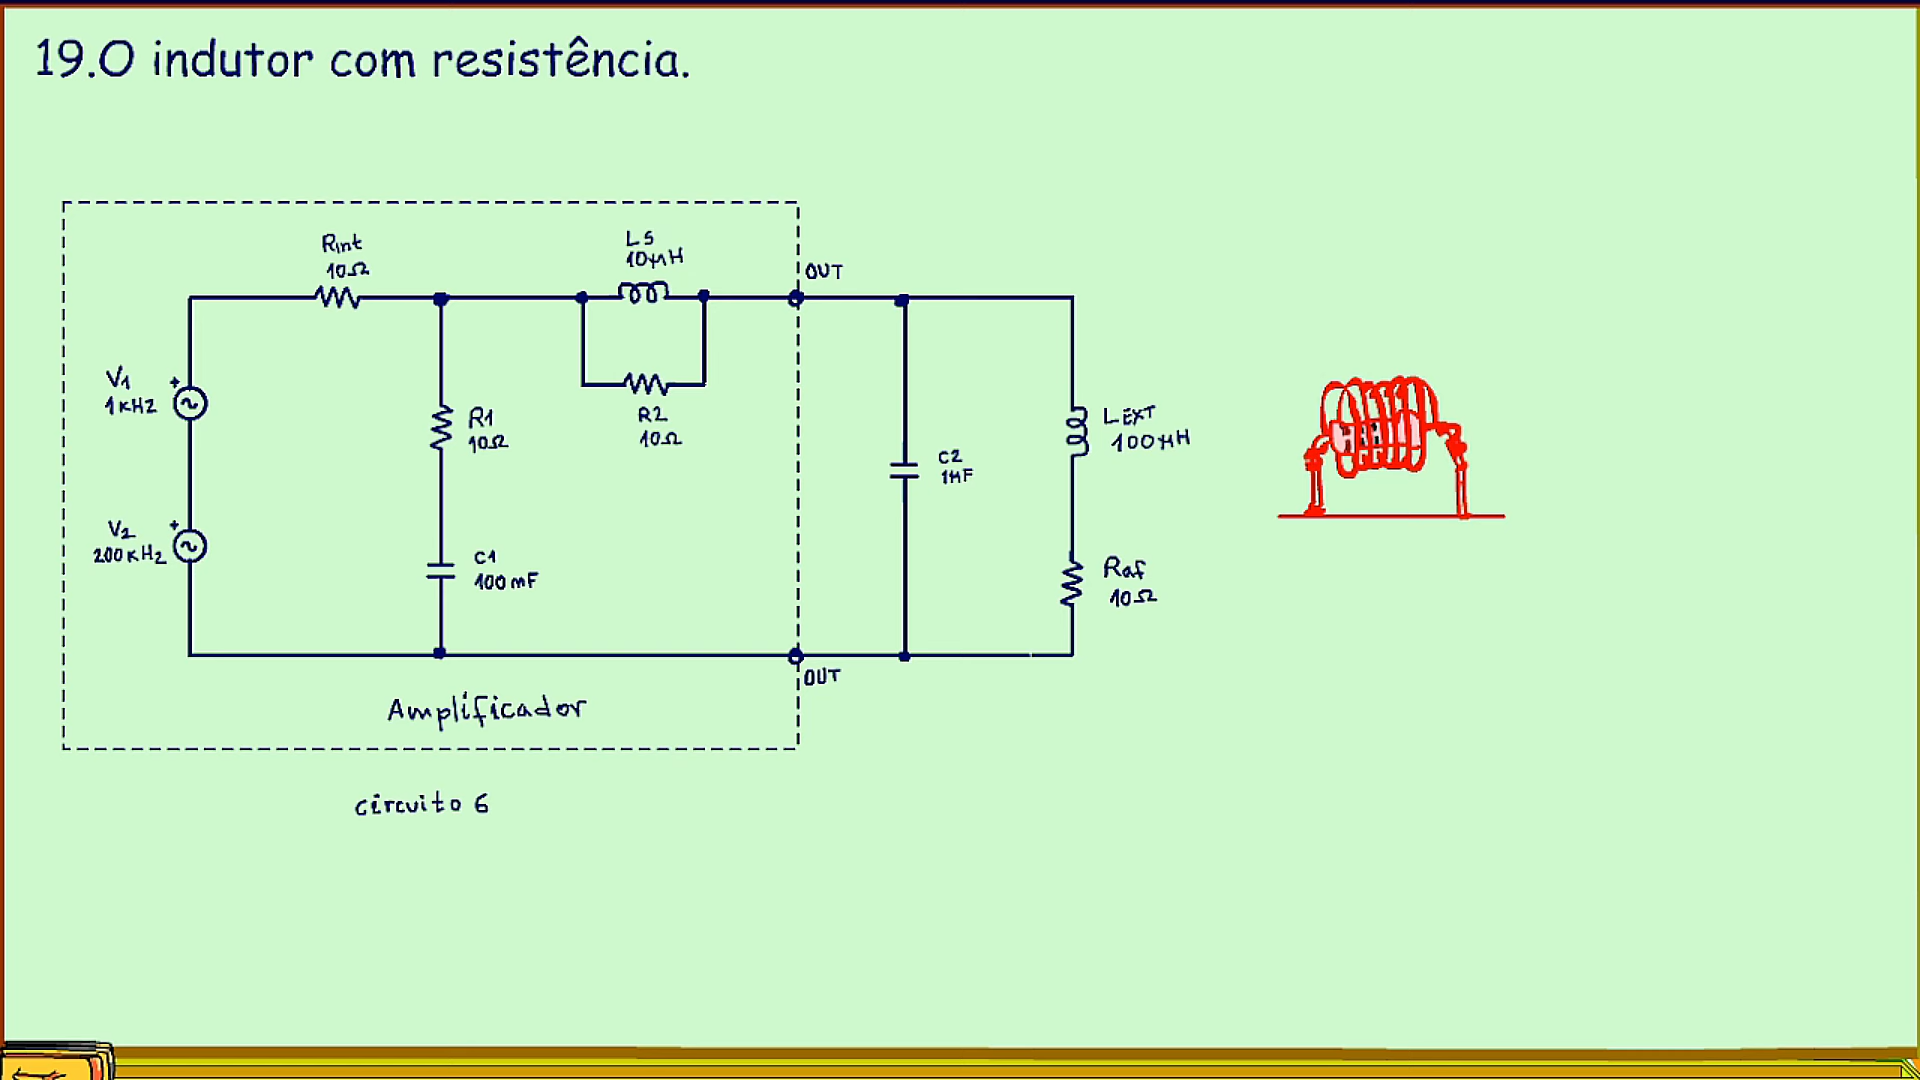 19.O indutor com resistência.
Rint
10Ω
L5
10µH
OUT
V1
1KHZ
R1
10Ω
R2
10Ω
LEXT
100µH
C2
1µF
V2
200KHZ
C1
100mF
Raf
10Ω
OUT
Amplificador
circuito 6